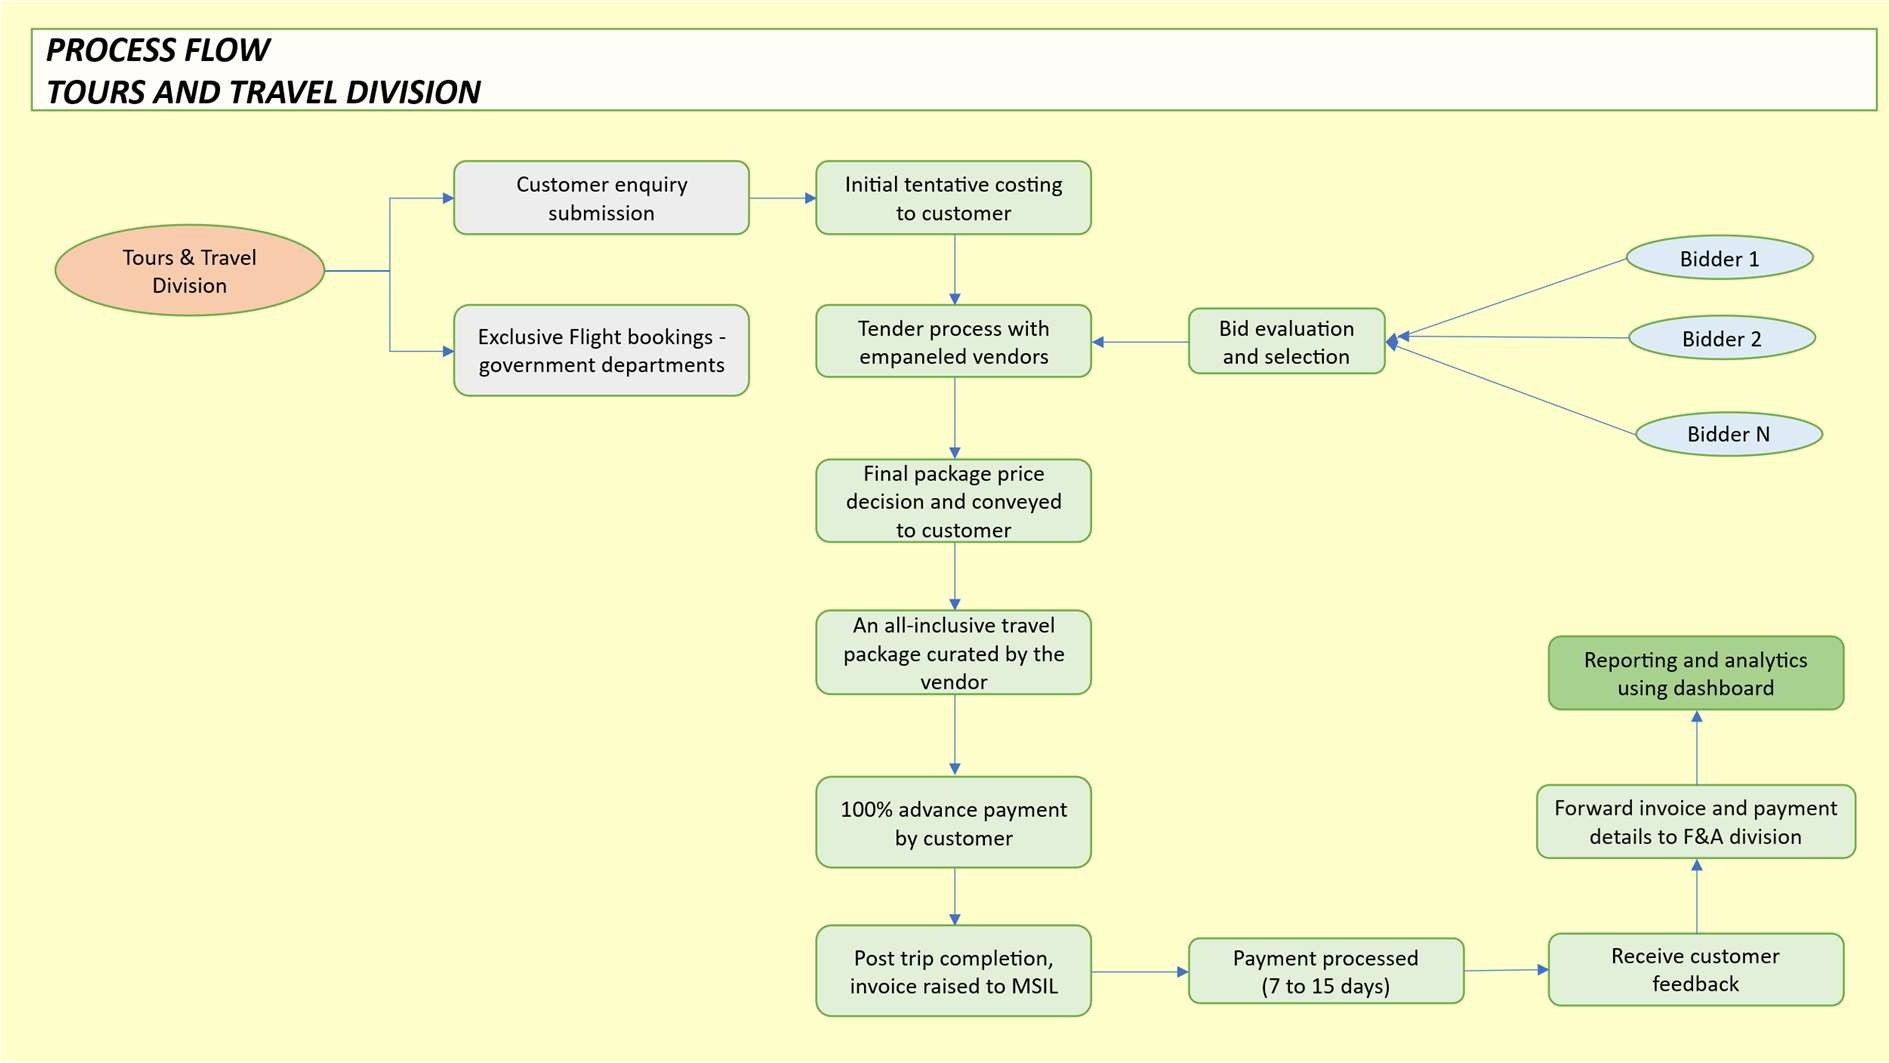 PROCESS FLOW
TOURS AND TRAVEL DIVISION
Tours & Travel
Division
Customer enquiry
submission
Exclusive Flight bookings -
government departments
Initial tentative costing
to customer
Tender process with
empaneled vendors
Bid evaluation
and selection
Bidder 1
Bidder 2
Bidder N
Final package price
decision and conveyed
to customer
An all-inclusive travel
package curated by the
vendor
100% advance payment
by customer
Post trip completion,
invoice raised to MSIL
Payment processed
(7 to 15 days)
Receive customer
feedback
Forward invoice and payment
details to F&A division
Reporting and analytics
using dashboard